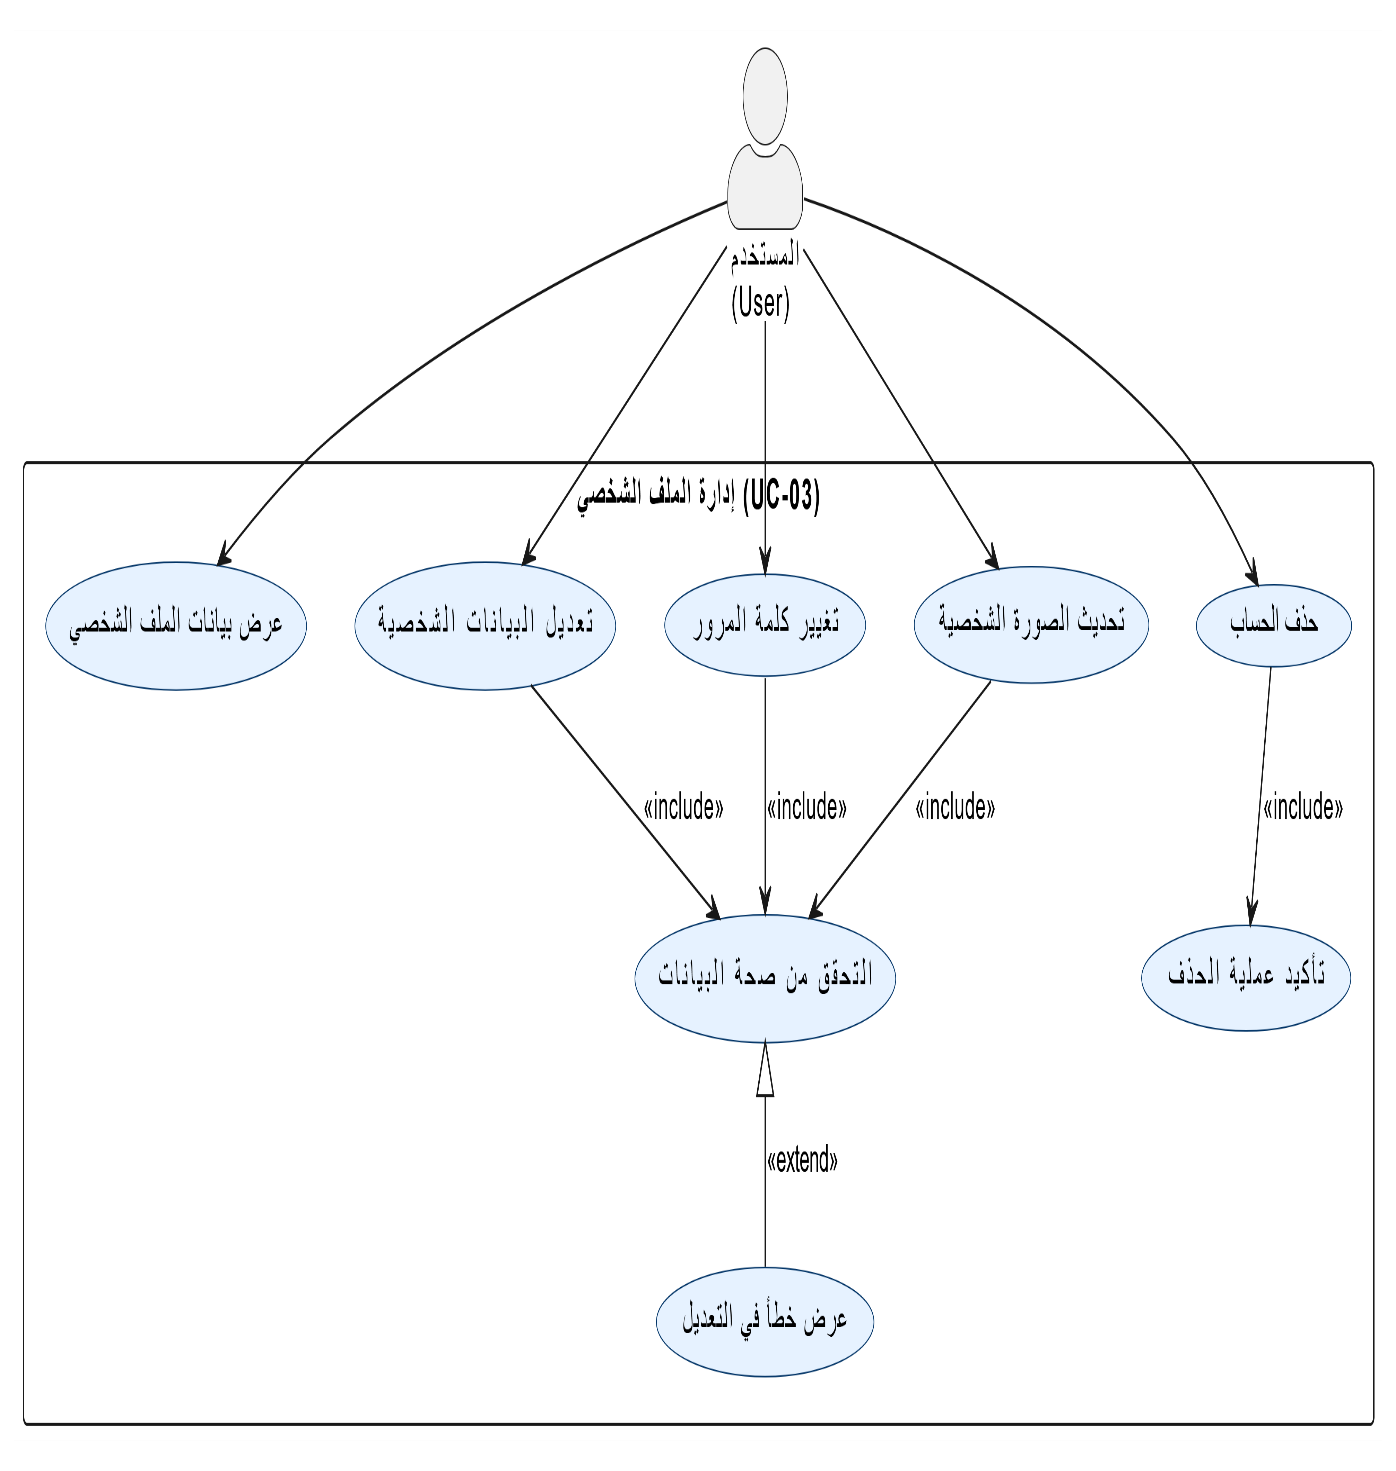 المستخدم
(User)
إدارة الملف الشخصي (UC-03)
عرض بيانات الملف الشخصي
تعديل البيانات الشخصية
تغيير كلمة المرور
تحديث الصورة الشخصية
حذف الحساب
«include»
«include»
«include»
«include»
التحقق من صحة البيانات
تأكيد عملية الحذف
«extend»
عرض خطأ في التعديل